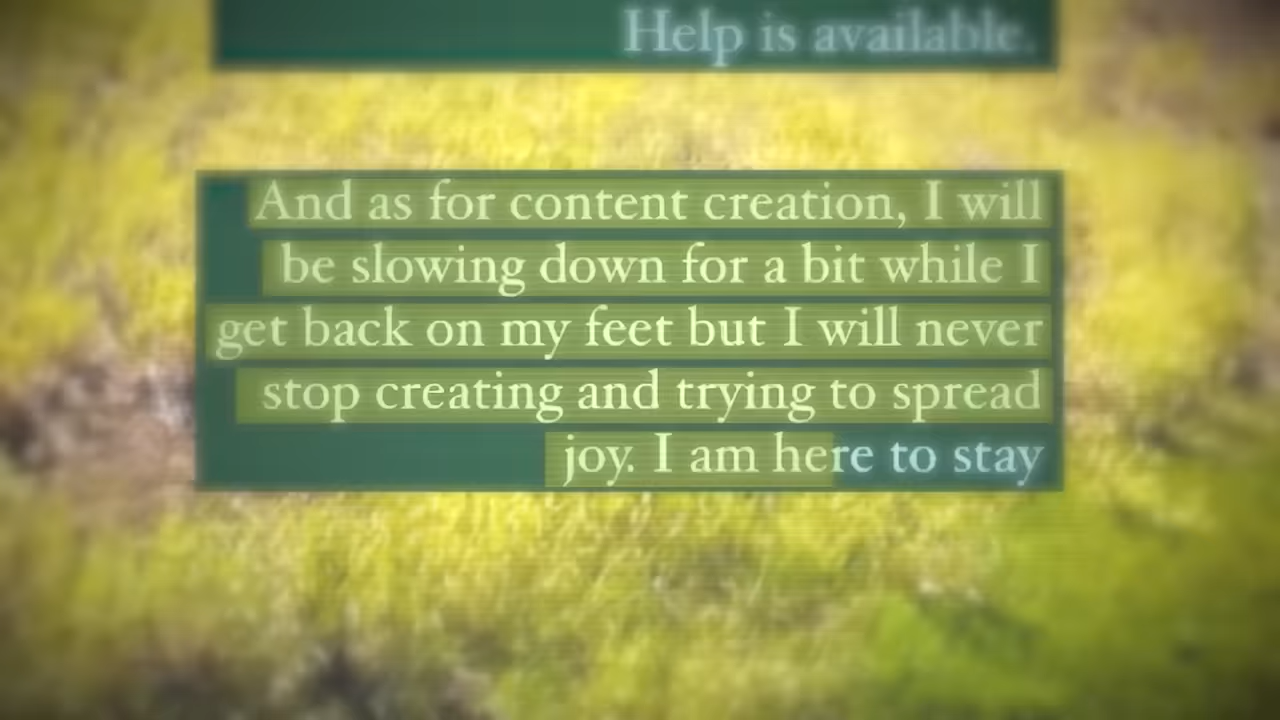 Help is available.
And as for content creation, I will
be slowing down for a bit while I
get back on my feet but I will never
stop creating and trying to spread
joy. I am here to stay